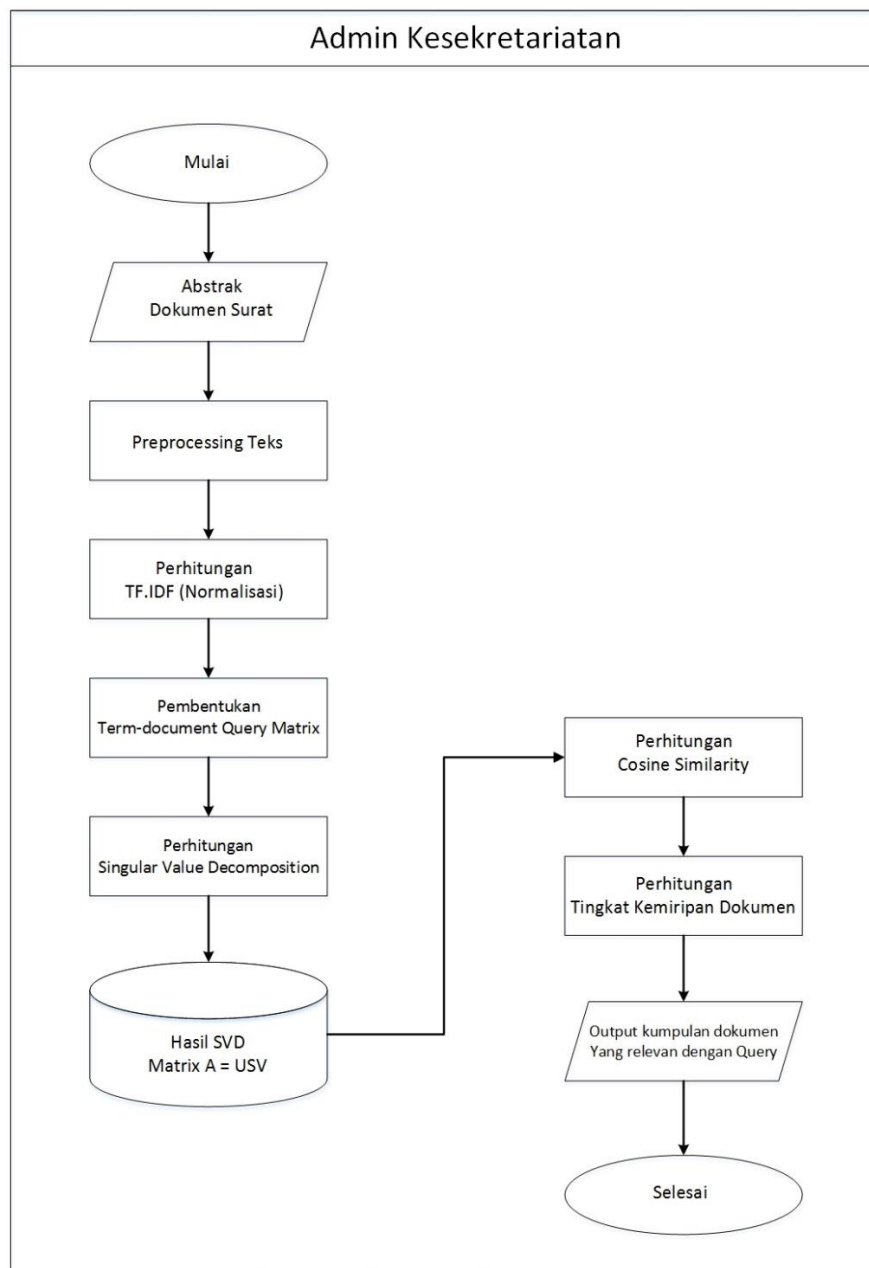 Admin Kesekretariatan
Mulai
Abstrak
Dokumen Surat
Preprocessing Teks
Perhitungan
TF.IDF (Normalisasi)
Pembentukan
Term-document Query Matrix
Perhitungan
Singular Value Decomposition
Hasil SVD
Matrix A = USV
Perhitungan
Cosine Similarity
Perhitungan
Tingkat Kemiripan Dokumen
Output kumpulan dokumen
Yang relevan dengan Query
Selesai